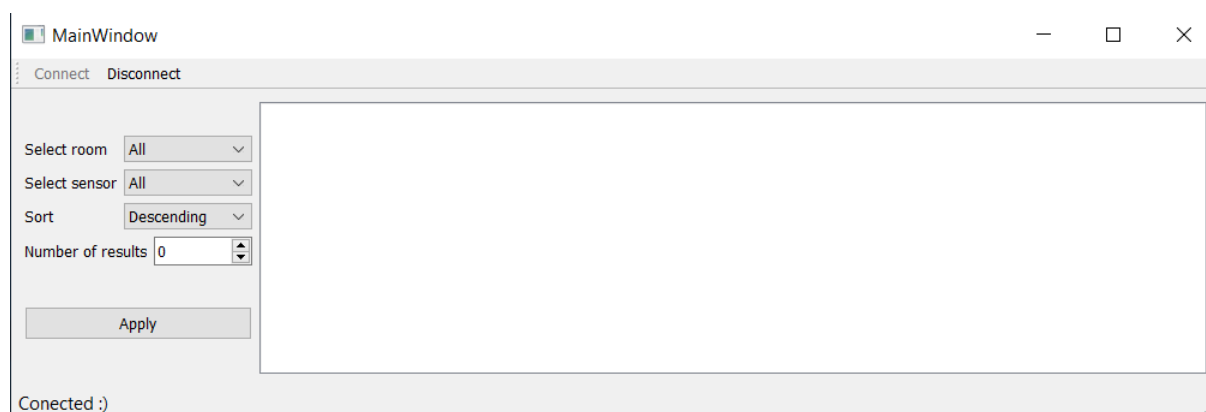 MainWindow
Connect Disconnect
Select room All
Select sensor All
Sort Descending
Number of results 0
Apply
Conected :)